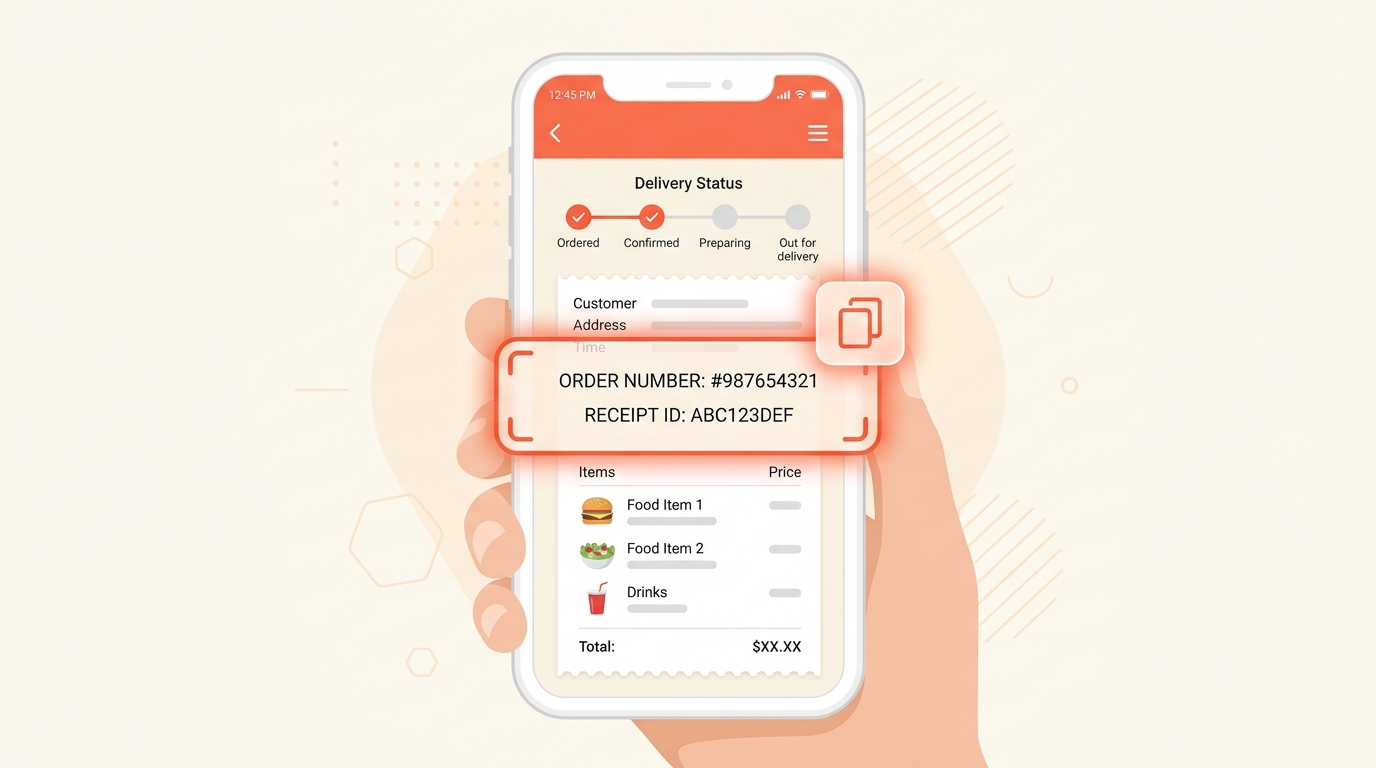 12:45 PM
Delivery Status
Ordered
Confirmed
Preparing
Out for
delivery
Customer
Address
Time
ORDER NUMBER: #987654321
RECEIPT ID: ABC123DEF
Items Price
Food Item 1
Food Item 2
Drinks
Total: $XX.XX